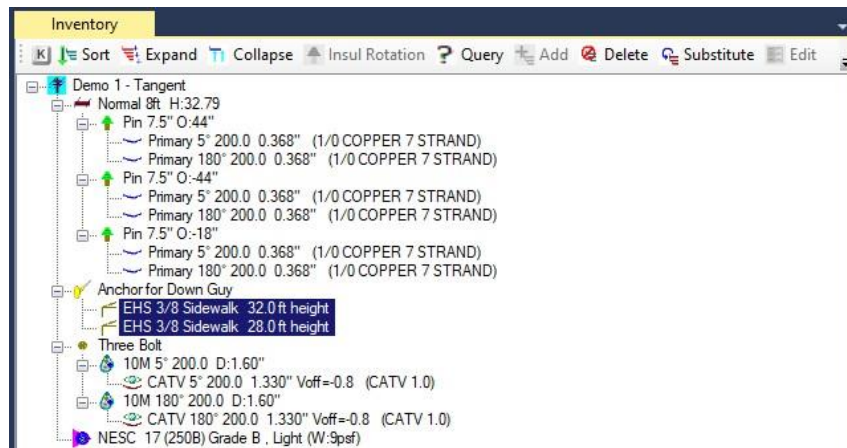 Inventory
K Sort Expand Collapse Insul Rotation ? Query Add Delete Substitute Edit
Demo 1 - Tangent
Normal 8ft H:32.79
Pin 7.5" O:44"
Primary 5° 200.0 0.368" (1/0 COPPER 7 STRAND)
Primary 180° 200.0 0.368" (1/0 COPPER 7 STRAND)
Pin 7.5" O:-44"
Primary 5° 200.0 0.368" (1/0 COPPER 7 STRAND)
Primary 180° 200.0 0.368" (1/0 COPPER 7 STRAND)
Pin 7.5" O:-18"
Primary 5° 200.0 0.368" (1/0 COPPER 7 STRAND)
Primary 180° 200.0 0.368" (1/0 COPPER 7 STRAND)
Anchor for Down Guy
EHS 3/8 Sidewalk 32.0 ft height
EHS 3/8 Sidewalk 28.0 ft height
Three Bolt
10M 5° 200.0 D:1.60"
CATV 5° 200.0 1.330" Voff=-0.8 (CATV 1.0)
10M 180° 200.0 D:1.60"
CATV 180° 200.0 1.330" Voff=-0.8 (CATV 1.0)
NESC 17 (250B) Grade B , Light (W:9psf)